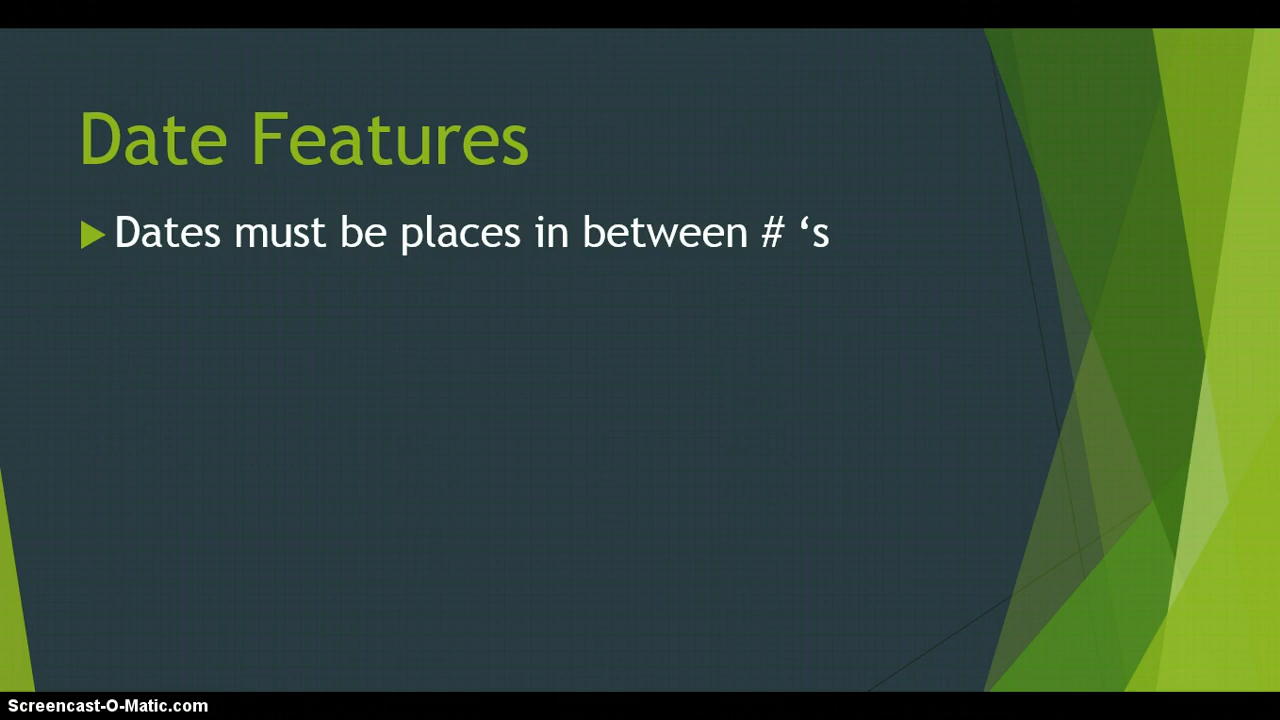 Date Features
Dates must be places in between # ‘s
Screencast-O-Matic.com